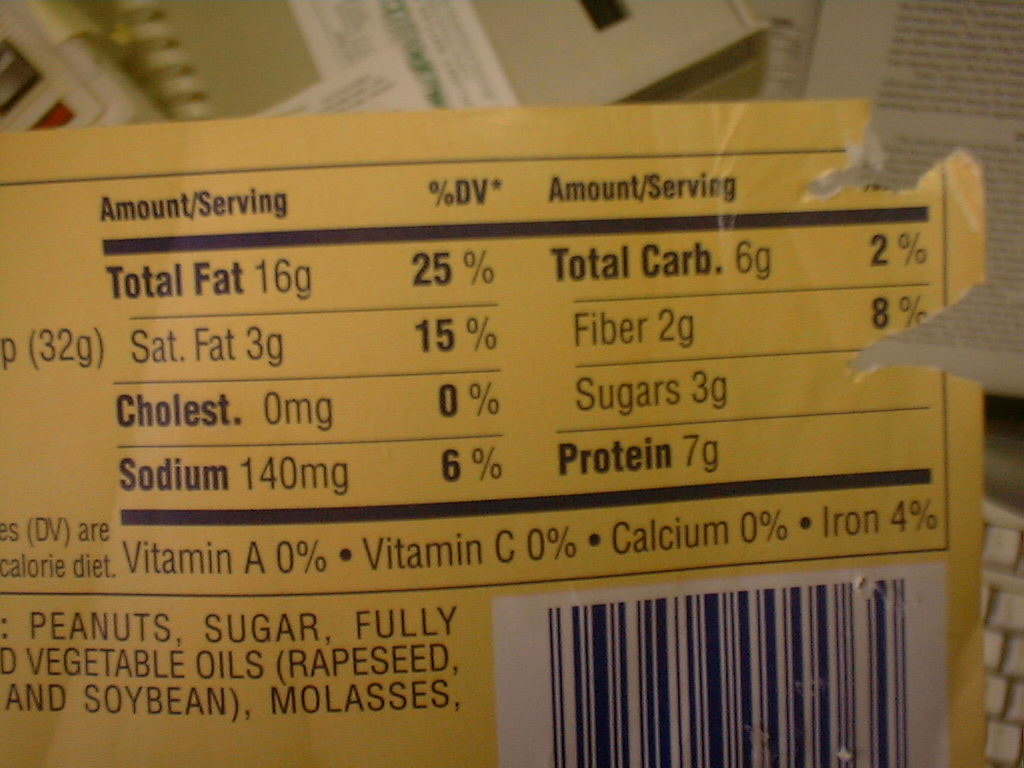 Amount/Serving %DV* Amount/Serving
Total Fat 16g 25 % Total Carb. 6g 2 %
p (32g) Sat. Fat 3g 15 % Fiber 2g 8 %
Cholest. 0mg 0 % Sugars 3g
Sodium 140mg 6 % Protein 7g
es (DV) are
calorie diet. Vitamin A 0% • Vitamin C 0% • Calcium 0% • Iron 4%
: PEANUTS, SUGAR, FULLY
D VEGETABLE OILS (RAPESEED,
AND SOYBEAN), MOLASSES,